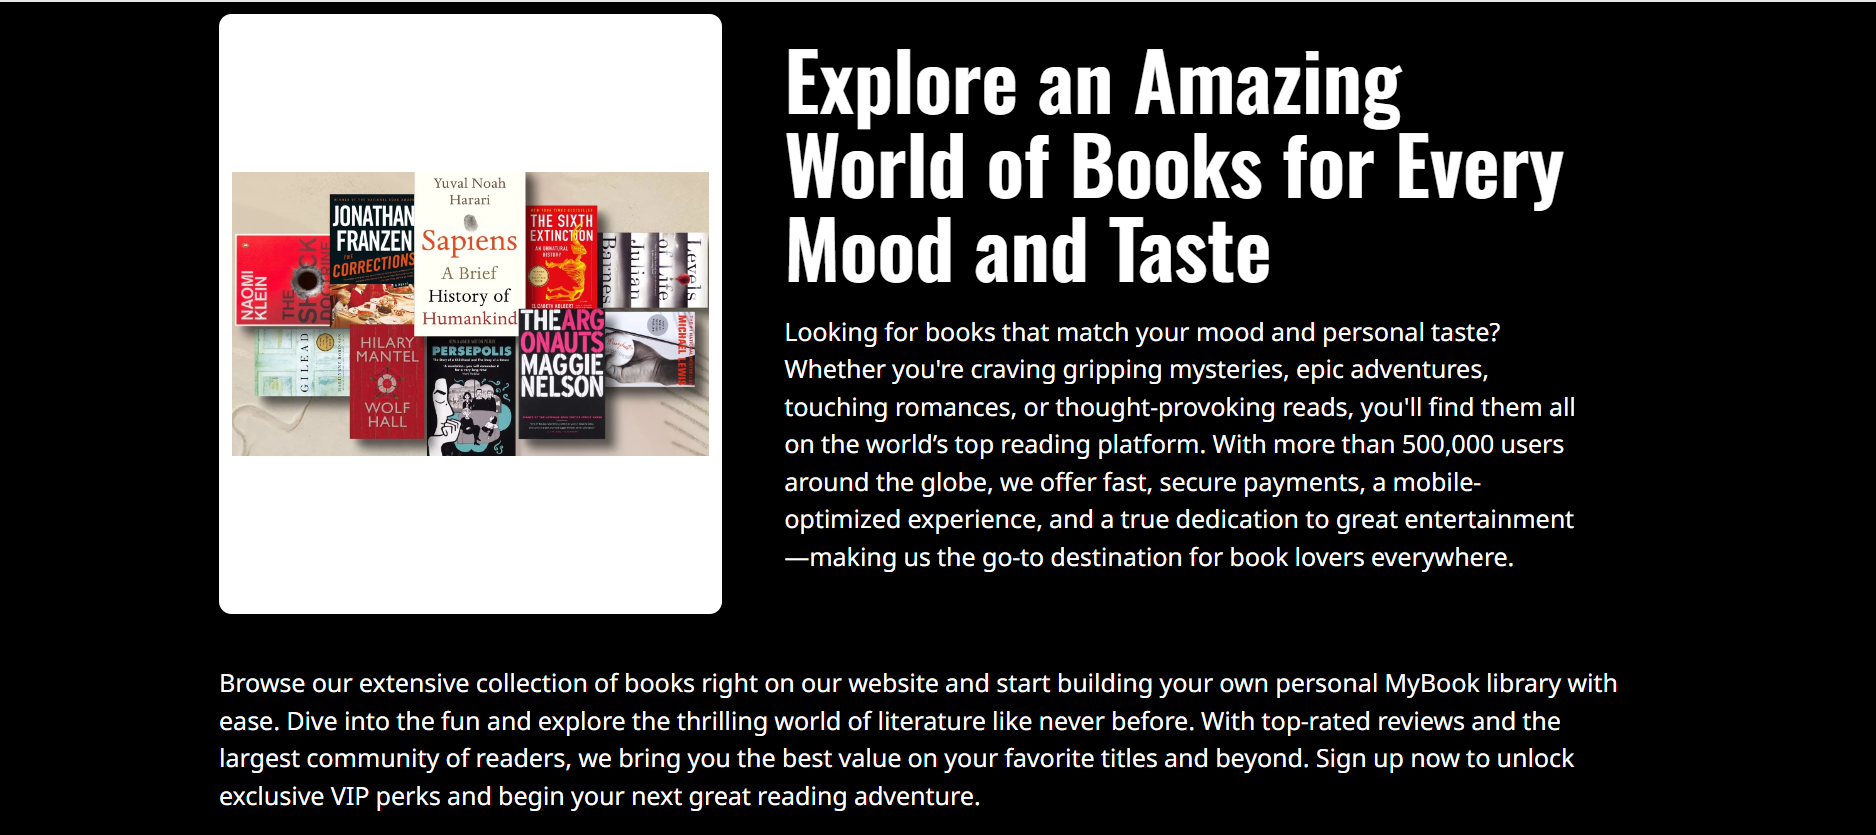 Explore an Amazing
World of Books for Every
Mood and Taste
Looking for books that match your mood and personal taste?
Whether you're craving gripping mysteries, epic adventures,
touching romances, or thought-provoking reads, you'll find them all
on the world’s top reading platform. With more than 500,000 users
around the globe, we offer fast, secure payments, a mobile-
optimized experience, and a true dedication to great entertainment
—making us the go-to destination for book lovers everywhere.
NAOMI
KLEIN
THE
SHOCK
DOCTRINE
JONATHAN
FRANZEN
THE
CORRECTIONS
Yuval Noah
Harari
Sapiens
A Brief
History of
Humankind
THE SIXTH
EXTINCTION
AN UNNATURAL
HISTORY
ELIZABETH KOLBERT
Barnes
Julian
of Life
Levels
GILEAD
HILARY
MANTEL
WOLF
HALL
PERSEPOLIS
THE ARG
ONAUTS
MAGGIE
NELSON
MICHAEL LEWIS
Browse our extensive collection of books right on our website and start building your own personal MyBook library with
ease. Dive into the fun and explore the thrilling world of literature like never before. With top-rated reviews and the
largest community of readers, we bring you the best value on your favorite titles and beyond. Sign up now to unlock
exclusive VIP perks and begin your next great reading adventure.